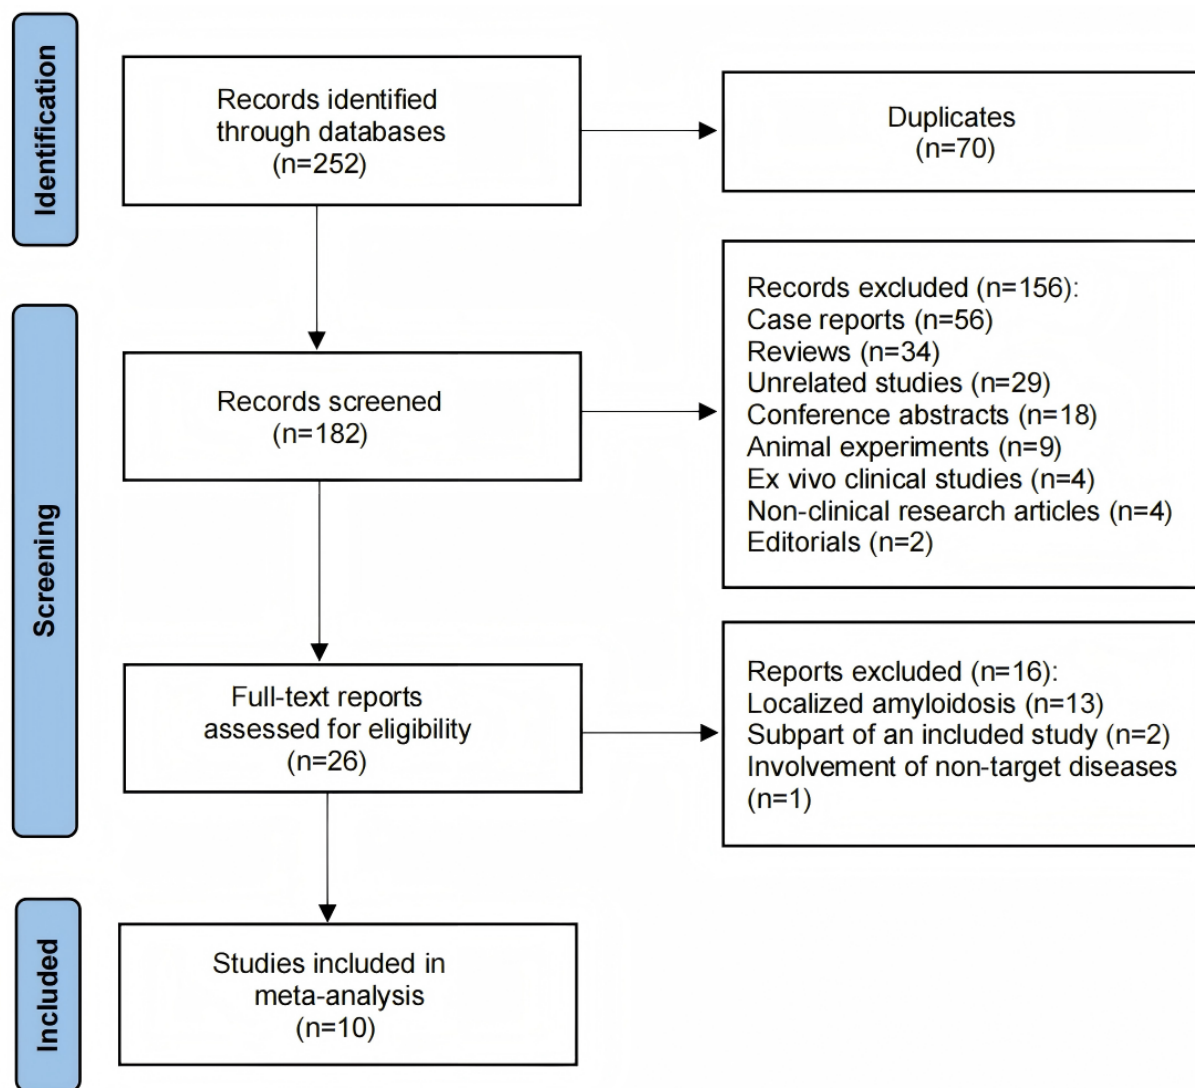 Identification
Records identified
through databases
(n=252)
Duplicates
(n=70)
Screening
Records screened
(n=182)
Records excluded (n=156):
Case reports (n=56)
Reviews (n=34)
Unrelated studies (n=29)
Conference abstracts (n=18)
Animal experiments (n=9)
Ex vivo clinical studies (n=4)
Non-clinical research articles (n=4)
Editorials (n=2)
Full-text reports
assessed for eligibility
(n=26)
Reports excluded (n=16):
Localized amyloidosis (n=13)
Subpart of an included study (n=2)
Involvement of non-target diseases
(n=1)
Included
Studies included in
meta-analysis
(n=10)